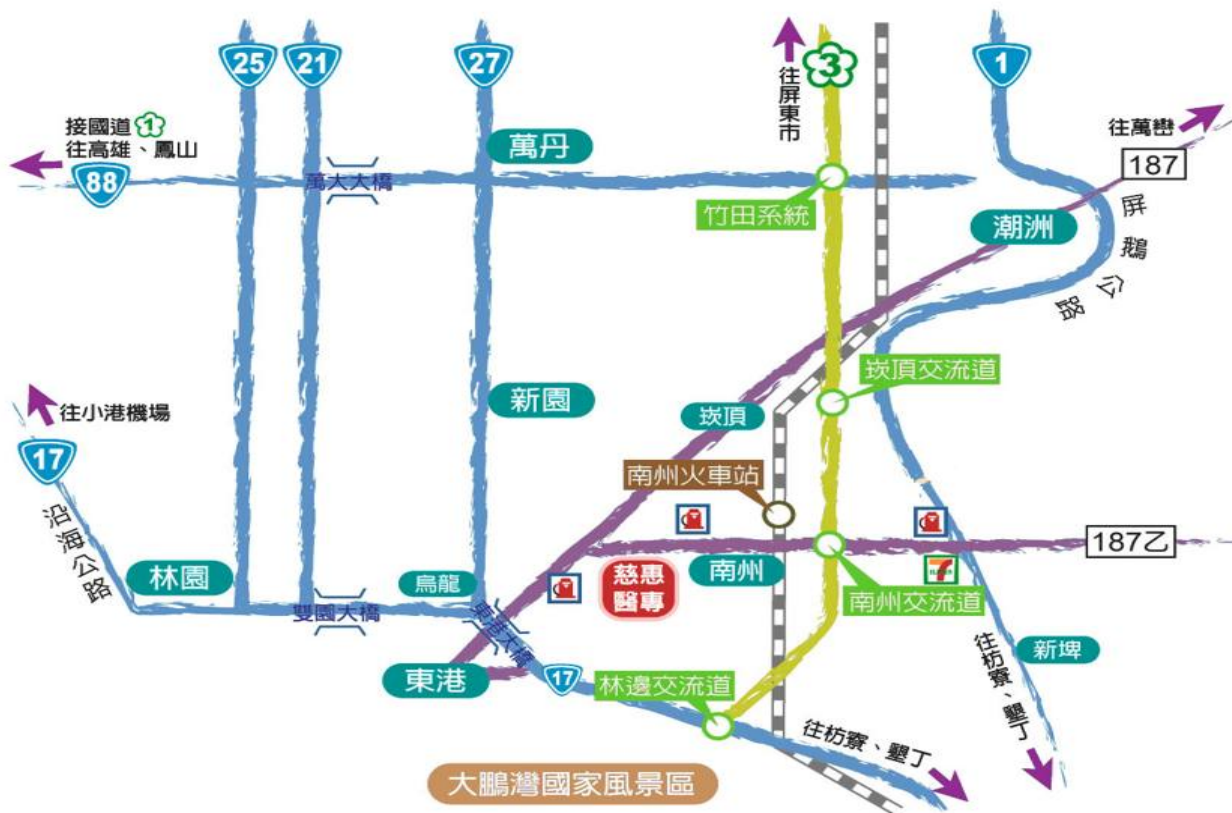 25
21
27
3
1
往屏東市
接國道 1
往高雄、鳳山
88
萬丹
萬大大橋
往萬巒
187
竹田系統
潮洲
屏鵝公路
崁頂交流道
往小港機場
新園
崁頂
17
南州火車站
沿海公路
187乙
林園
烏龍
慈惠
醫專
南州
7
ELEVEN
南州交流道
雙園大橋
東港大橋
新埤
往枋寮、墾丁
東港
17
林邊交流道
往枋寮、墾丁
大鵬灣國家風景區